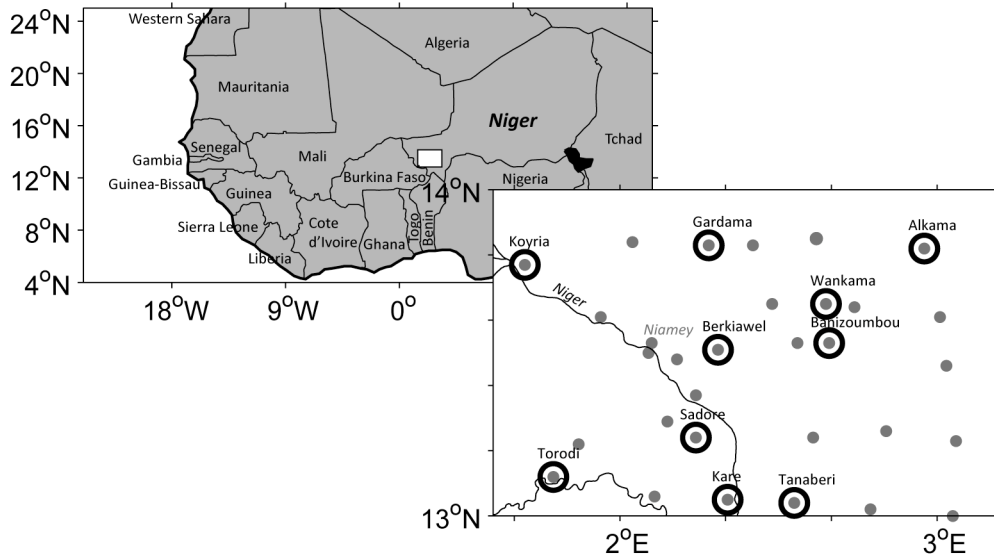 24°N
Western Sahara
Algeria
20°N
Mauritania
Niger
16°N
Tchad
Senegal
Mali
Gambia
12°N
Burkina Faso
Nigeria
Guinea-Bissau
Guinea
14°N
Sierra Leone
Cote
d'Ivoire
Ghana
Togo
Benin
8°N
Liberia
4°N
18°W
9°W
0°
Gardama
Alkama
Koyria
Wankama
Niger
Niamey
Berkiawel
Banizoumbou
Sadore
Torodi
Kare
Tanaberi
13°N
2°E
3°E